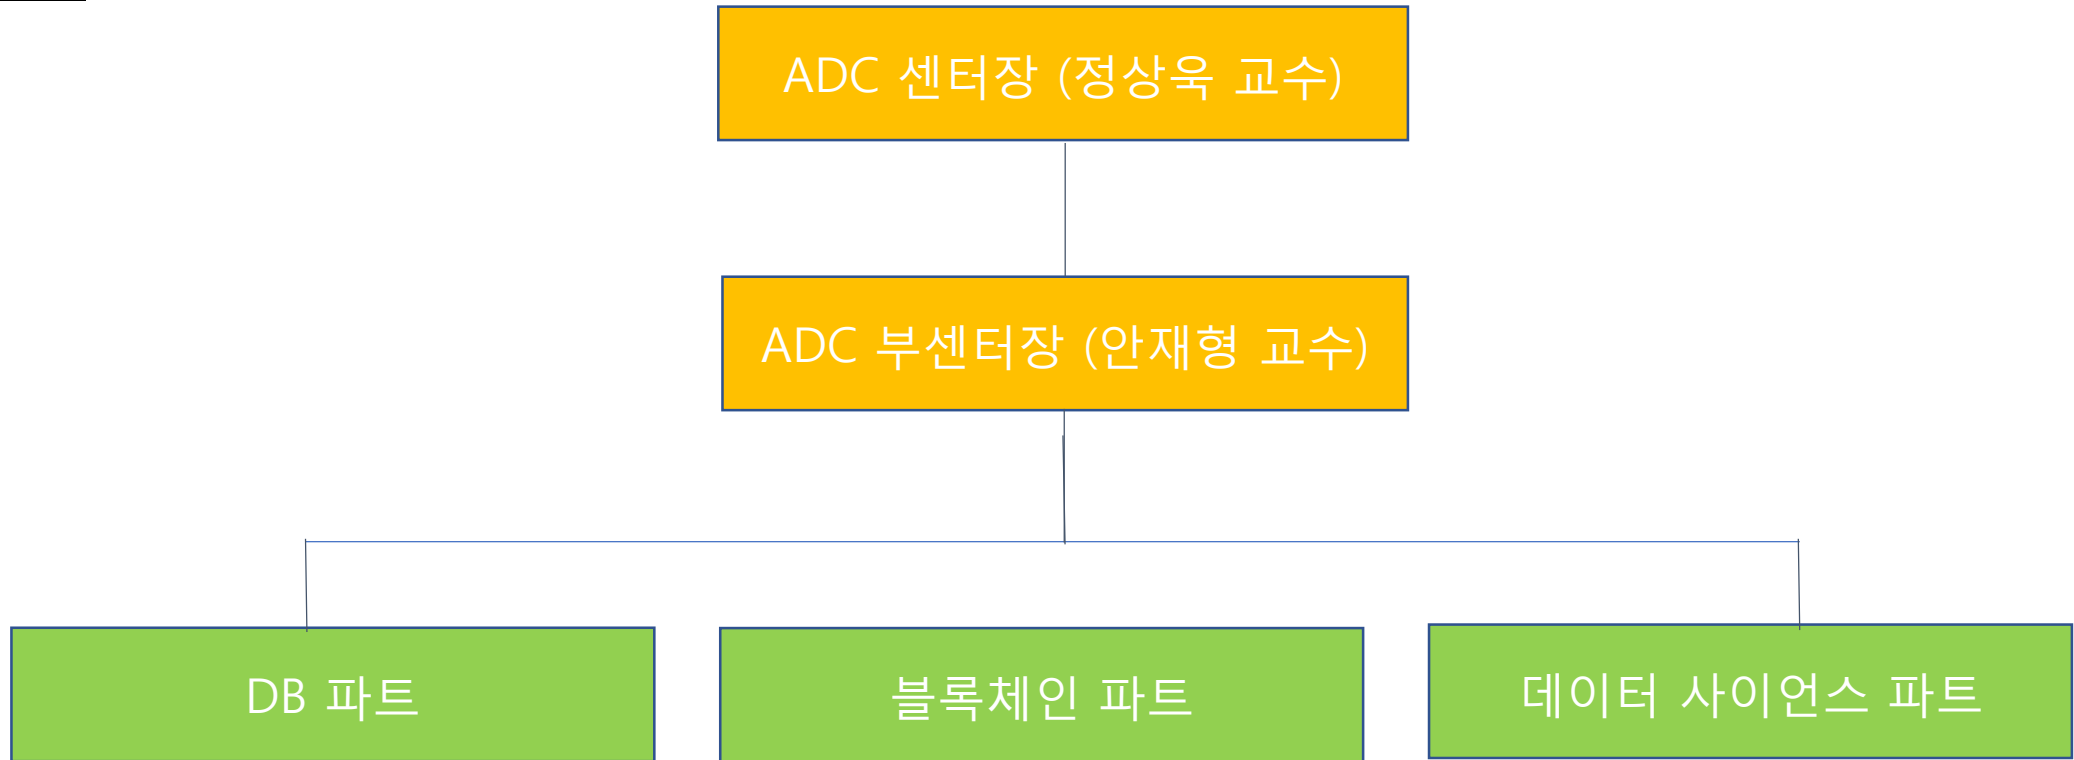 ADC 센터장 (정상욱 교수)
ADC 부센터장 (안재형 교수)
DB 파트
블록체인 파트
데이터 사이언스 파트